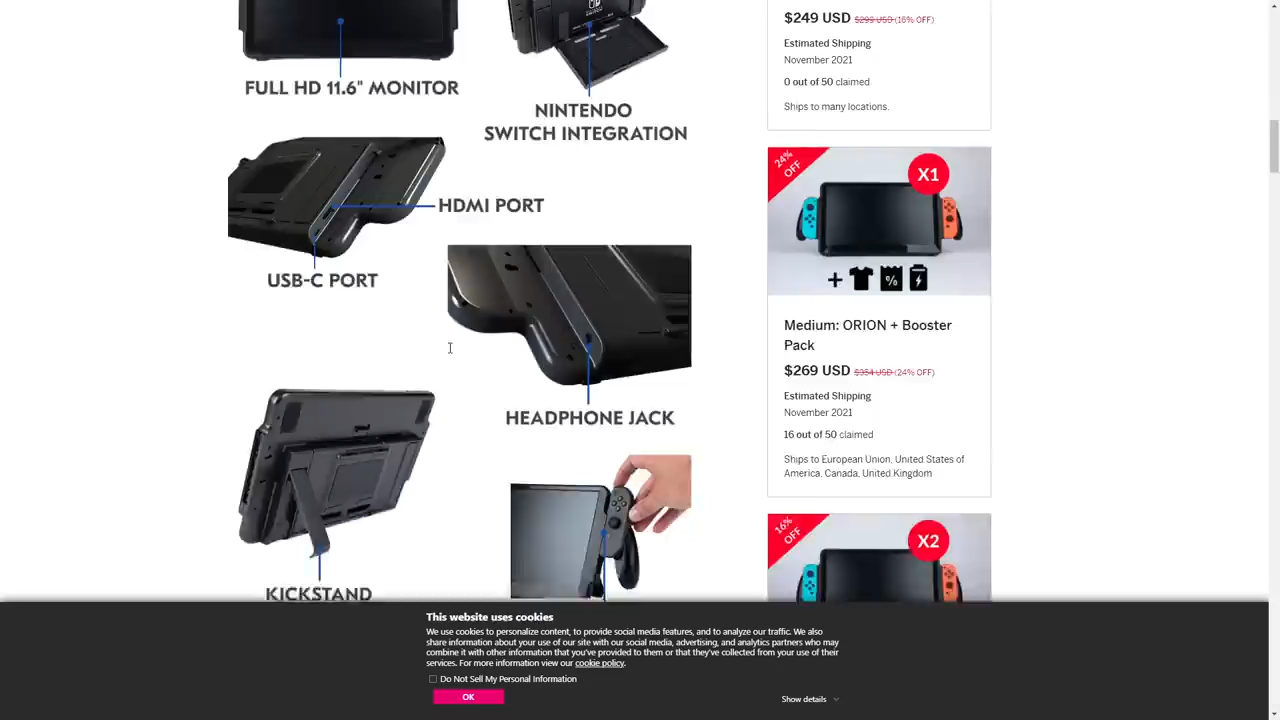 FULL HD 11.6" MONITOR
NINTENDO
SWITCH INTEGRATION
HDMI PORT
USB-C PORT
HEADPHONE JACK
KICKSTAND
$249 USD $299 USD (16% OFF)
Estimated Shipping
November 2021
0 out of 50 claimed
Ships to many locations.
24%
OFF
X1
+ %
Medium: ORION + Booster
Pack
$269 USD $354 USD (24% OFF)
Estimated Shipping
November 2021
16 out of 50 claimed
Ships to European Union, United States of
America, Canada, United Kingdom
16%
OFF
X2
This website uses cookies
We use cookies to personalize content, to provide social media features, and to analyze our traffic. We also
share information about your use of our site with our social media, advertising, and analytics partners who may
combine it with other information that you've provided to them or that they've collected from your use of their
services. For more information view our cookie policy.
Do Not Sell My Personal Information
OK
Show details